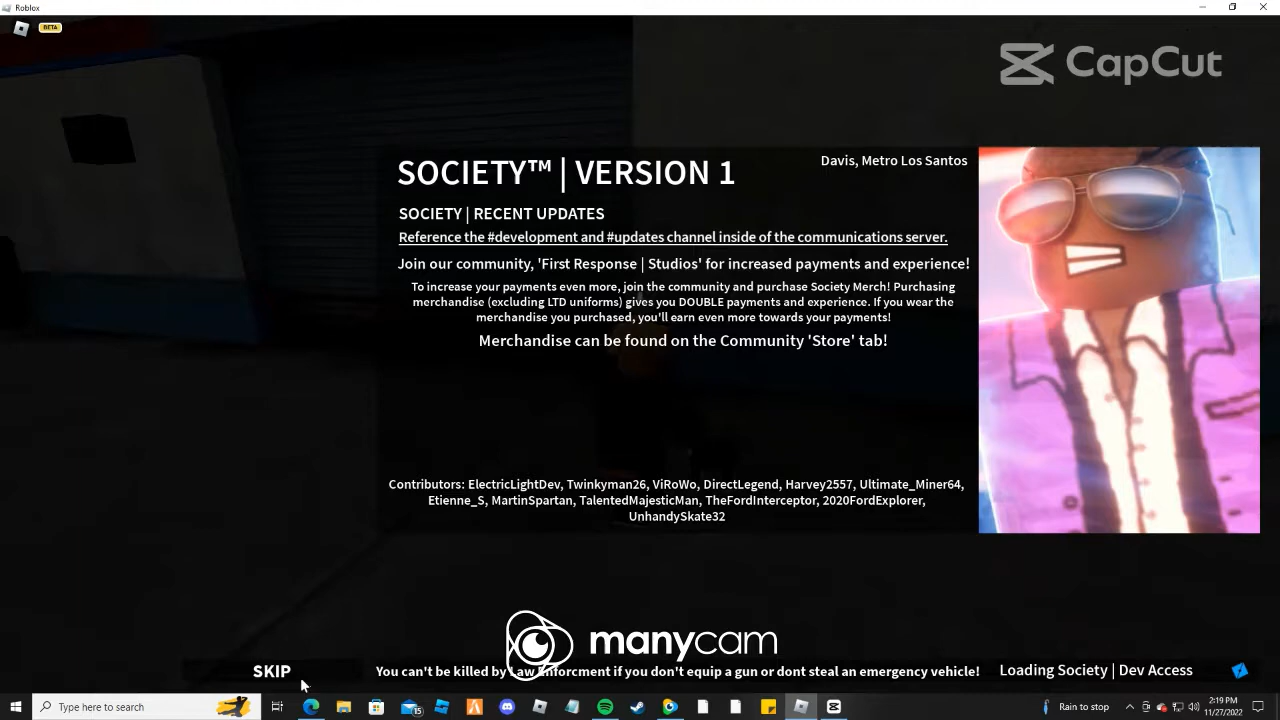 Roblox
BETA
CapCut
SOCIETY™ | VERSION 1
Davis, Metro Los Santos
SOCIETY | RECENT UPDATES
Reference the #development and #updates channel inside of the communications server.
Join our community, 'First Response | Studios' for increased payments and experience!
To increase your payments even more, join the community and purchase Society Merch! Purchasing
merchandise (excluding LTD uniforms) gives you DOUBLE payments and experience. If you wear the
merchandise you purchased, you'll earn even more towards your payments!
Merchandise can be found on the Community 'Store' tab!
Contributors: ElectricLightDev, Twinkyman26, ViRoWo, DirectLegend, Harvey2557, Ultimate_Miner64,
Etienne_S, MartinSpartan, TalentedMajesticMan, TheFordInterceptor, 2020FordExplorer,
UnhandySkate32
manycam
SKIP
You can't be killed by Law Enforcment if you don't equip a gun or dont steal an emergency vehicle!
Loading Society | Dev Access
Type here to search
15
Rain to stop
2:19 PM
11/27/2022